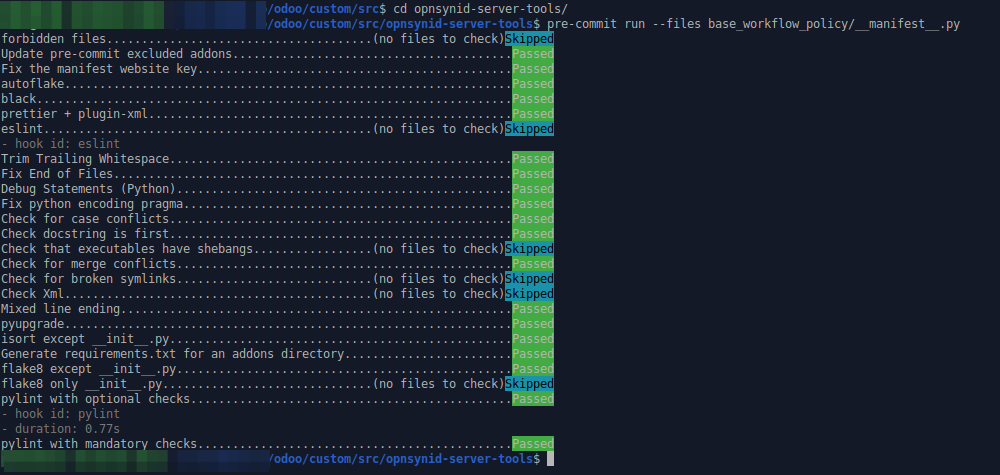 /odoo/custom/src$ cd opnsynid-server-tools/
/odoo/custom/src/opnsynid-server-tools$ pre-commit run --files base_workflow_policy/__manifest__.py
forbidden files......................................(no files to check)Skipped
Update pre-commit excluded addons........................................Passed
Fix the manifest website key.............................................Passed
autoflake................................................................Passed
black....................................................................Passed
prettier + plugin-xml....................................................Passed
eslint...............................................(no files to check)Skipped
- hook id: eslint
Trim Trailing Whitespace.................................................Passed
Fix End of Files.........................................................Passed
Debug Statements (Python)................................................Passed
Fix python encoding pragma...............................................Passed
Check for case conflicts.................................................Passed
Check docstring is first.................................................Passed
Check that executables have shebangs.................(no files to check)Skipped
Check for merge conflicts................................................Passed
Check for broken symlinks............................(no files to check)Skipped
Check Xml............................................(no files to check)Skipped
Mixed line ending........................................................Passed
pyupgrade................................................................Passed
isort except __init__.py.................................................Passed
Generate requirements.txt for an addons directory........................Passed
flake8 except __init__.py................................................Passed
flake8 only __init__.py..............................(no files to check)Skipped
pylint with optional checks..............................................Passed
- hook id: pylint
- duration: 0.77s
pylint with mandatory checks.............................................Passed
/odoo/custom/src/opnsynid-server-tools$